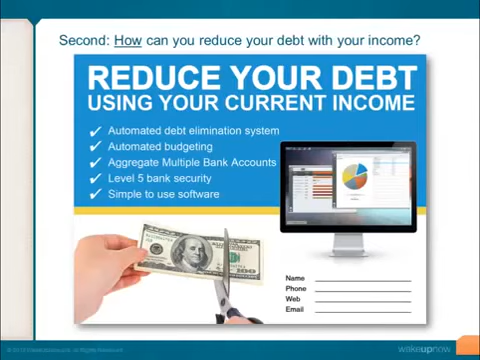 Second: How can you reduce your debt with your income?
REDUCE YOUR DEBT
USING YOUR CURRENT INCOME
Automated debt elimination system
Automated budgeting
Aggregate Multiple Bank Accounts
Level 5 bank security
Simple to use software
Name
Phone
Web
Email
wakeupnow